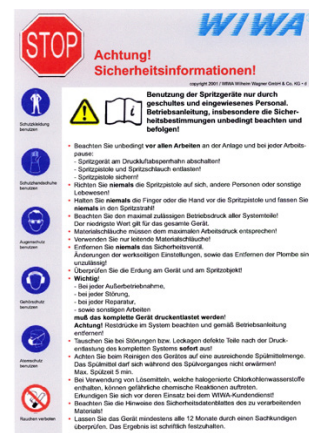 STOP
WIWA
Achtung!
Sicherheitsinformationen!
copyright 2001 / WIWA Wilhelm Wagner GmbH & Co. KG
Benutzung der Spritzgeräte nur durch
geschultes und eingewiesenes Personal.
Betriebsanleitung, insbesondere die Sicher-
heitsbestimmungen unbedingt beachten und
befolgen!
Schutzkleidung
benutzen
Schutzhandschuhe
benutzen
Augenschutz
benutzen
Gehörschutz
benutzen
Atemschutz
benutzen
Rauchen verboten
• Beachten Sie unbedingt vor allen Arbeiten an der Anlage und bei jeder Arbeits-
pause:
- Spritzgerät am Druckluftabsperrhahn abschalten!
- Spritzpistole und Spritzschlauch entlasten!
- Spritzpistole sichern!
• Richten Sie niemals die Spritzpistole auf sich, andere Personen oder sonstige
Lebewesen!
• Halten Sie niemals die Finger oder die Hand vor die Spritzpistole und fassen Sie
niemals in den Spritzstrahl!
• Beachten Sie den maximal zulässigen Betriebsdruck aller Systemteile!
Der niedrigste Wert gilt für das gesamte Gerät.
• Materialschläuche müssen dem maximalen Arbeitsdruck entsprechen!
• Verwenden Sie nur leitende Materialschläuche!
• Entfernen Sie niemals das Sicherheitsventil.
Änderungen der werkseitigen Einstellungen, sowie das Entfernen der Plombe sind
unzulässig!
• Überprüfen Sie die Erdung am Gerät und am Spritzobjekt!
• Wichtig!
- Bei jeder Außerbetriebnahme,
- bei jeder Störung,
- bei jeder Reparatur,
- sowie sonstigen Arbeiten
muß das komplette Gerät druckentlastet werden!
Achtung! Restdrücke im System beachten und gemäß Betriebsanleitung
entfernen!
• Tauschen Sie bei Störungen bzw. Leckagen defekte Teile nach der Druck-
entlastung des kompletten Systems sofort aus!
• Achten Sie beim Reinigen des Gerätes auf eine ausreichende Spülmittelmenge.
Das Spülmittel darf sich während des Spülvorganges nicht erwärmen!
Max. Spülzeit 5 min.
• Bei Verwendung von Lösemitteln, welche halogenierte Chlorkohlenwasserstoffe
enthalten, können gefährliche chemische Reaktionen auftreten.
Erkundigen Sie sich vor deren Einsatz bei dem WIWA-Kundendienst!
• Beachten Sie die Hinweise des Sicherheitsdatenblattes des zu verarbeitenden
Materials!
• Lassen Sie das Gerät mindestens alle 12 Monate durch einen Sachkundigen
überprüfen. Das Ergebnis ist schriftlich festzuhalten.